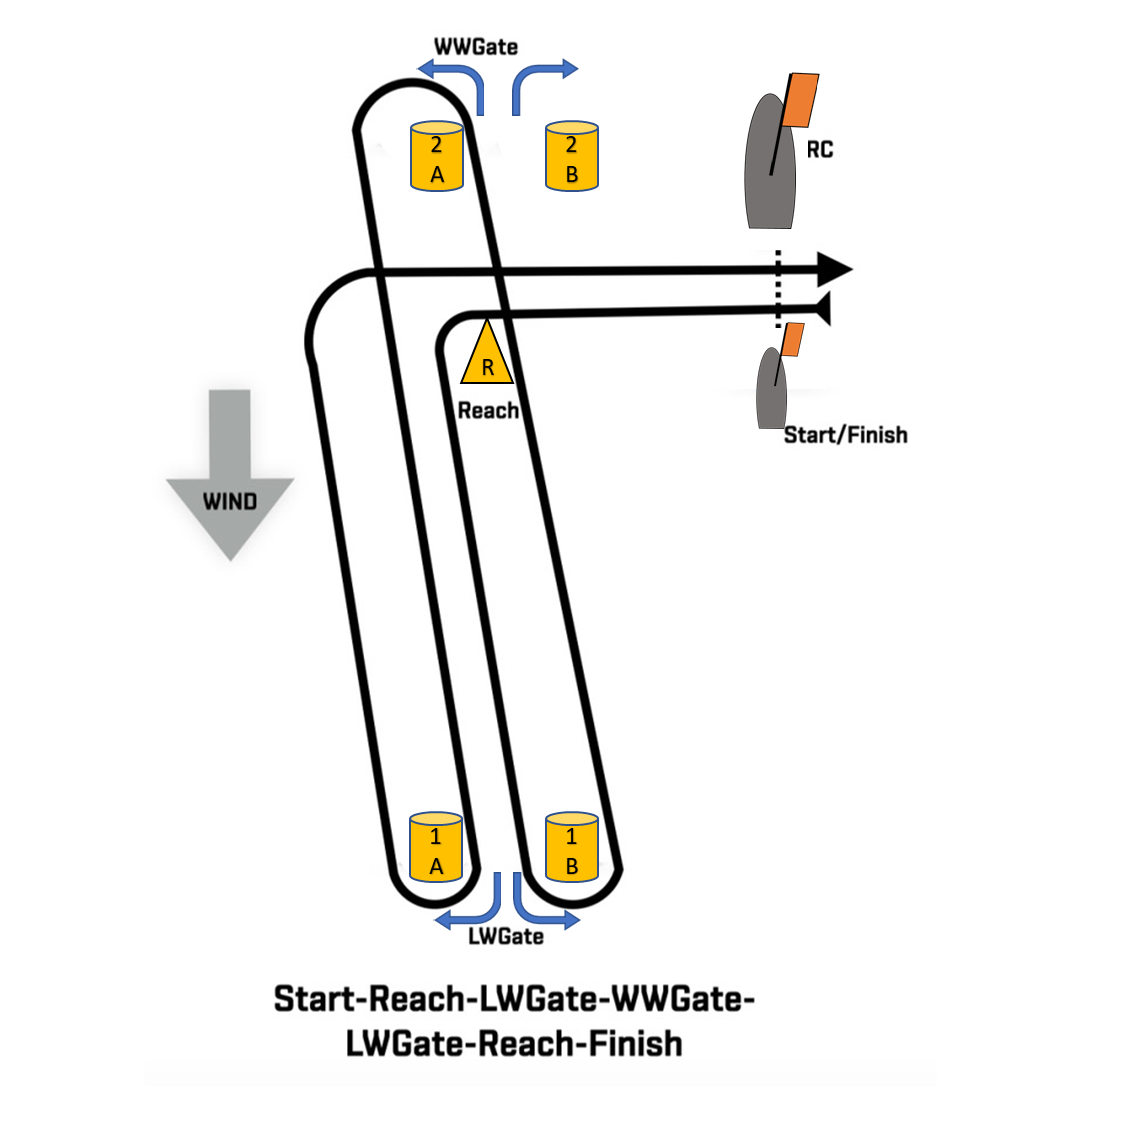 WWGate
2
A
2
B
RC
R
Reach
Start/Finish
WIND
1
A
1
B
LWGate
Start-Reach-LWGate-WWGate-
LWGate-Reach-Finish